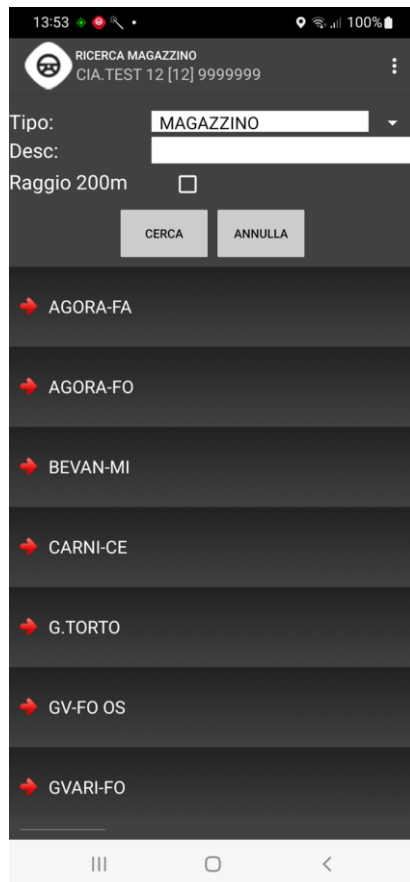 13:53 100%
RICERCA MAGAZZINO
CIA.TEST 12 [12] 9999999
Tipo: MAGAZZINO
Desc:
Raggio 200m
CERCA ANNULLA
AGORA-FA
AGORA-FO
BEVAN-MI
CARNI-CE
G.TORTO
GV-FO OS
GVARI-FO